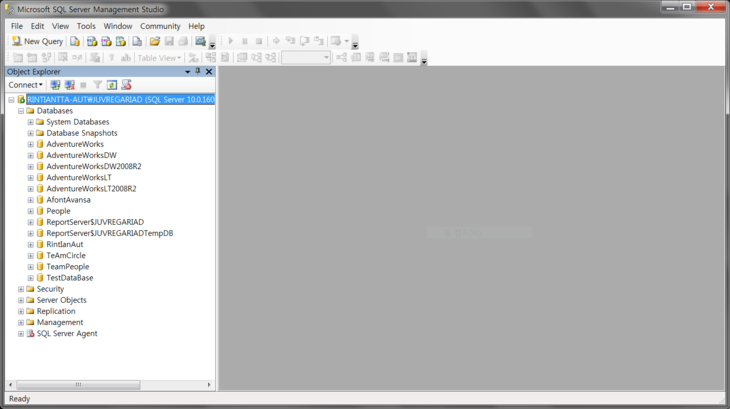 Microsoft SQL Server Management Studio
File Edit View Tools Window Community Help
New Query
Table View
Object Explorer
Connect
RINTIANTTA-AUT₩JUVREGARIAD (SQL Server 10.0.160
Databases
System Databases
Database Snapshots
AdventureWorks
AdventureWorksDW
AdventureWorksDW2008R2
AdventureWorksLT
AdventureWorksLT2008R2
AfontAvansa
People
ReportServer$JUVREGARIAD
ReportServer$JUVREGARIADTempDB
RintIanAut
TeAmCircle
TeamPeople
TestDataBase
Security
Server Objects
Replication
Management
SQL Server Agent
Ready